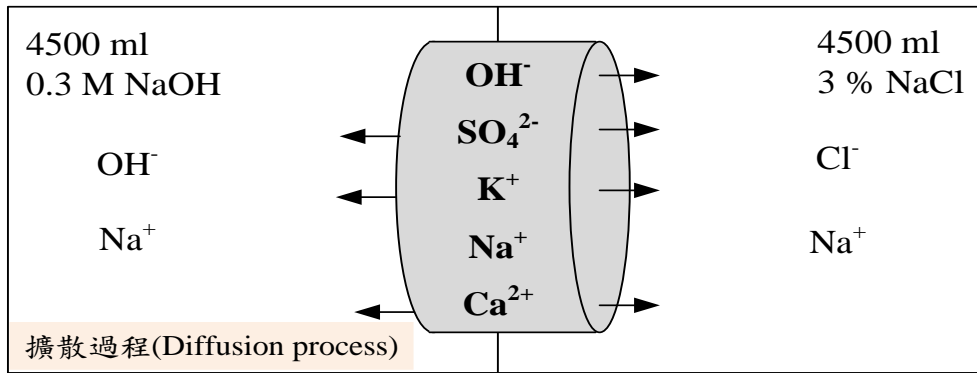 4500 ml
0.3 M NaOH
OH⁻
Na⁺
OH⁻
SO₄²⁻
K⁺
Na⁺
Ca²⁺
4500 ml
3 % NaCl
Cl⁻
Na⁺
擴散過程(Diffusion process)